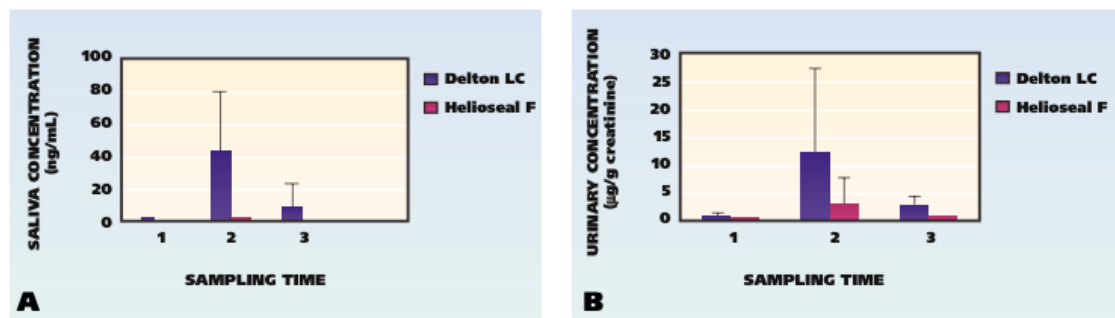 SALIVA CONCENTRATION
(ng/mL)
100
80
60
40
20
0
1 2 3
SAMPLING TIME
Delton LC
Helioseal F
A
URINARY CONCENTRATION
(µg/g creatinine)
30
25
20
15
10
5
0
1 2 3
SAMPLING TIME
Delton LC
Helioseal F
B